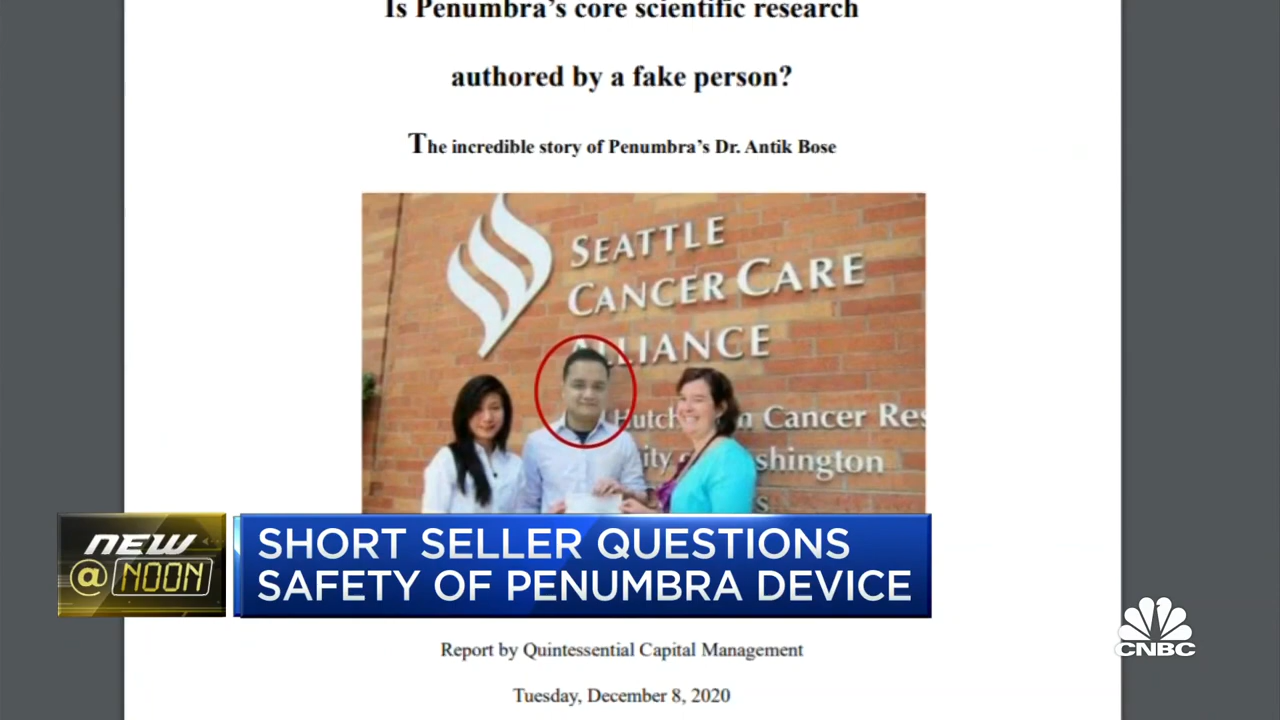 Is Penumbra's core scientific research
authored by a fake person?
The incredible story of Penumbra's Dr. Antik Bose
SEATTLE
CANCER CARE
ALLIANCE
Cancer
shington
NEW
@ NOON
SHORT SELLER QUESTIONS
SAFETY OF PENUMBRA DEVICE
CNBC
Report by Quintessential Capital Management
Tuesday, December 8, 2020